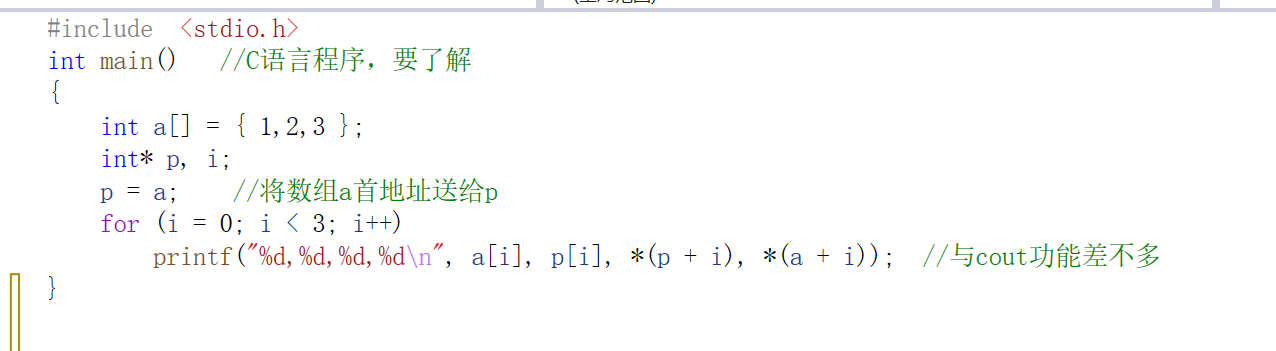 #include  <stdio.h>
int main()   //C语言程序，要了解
{
    int a[] = { 1,2,3 };
    int* p, i;
    p = a;    //将数组a首地址送给p
    for (i = 0; i < 3; i++)
        printf("%d,%d,%d,%d\n", a[i], p[i], *(p + i), *(a + i));  //与cout功能差不多
}